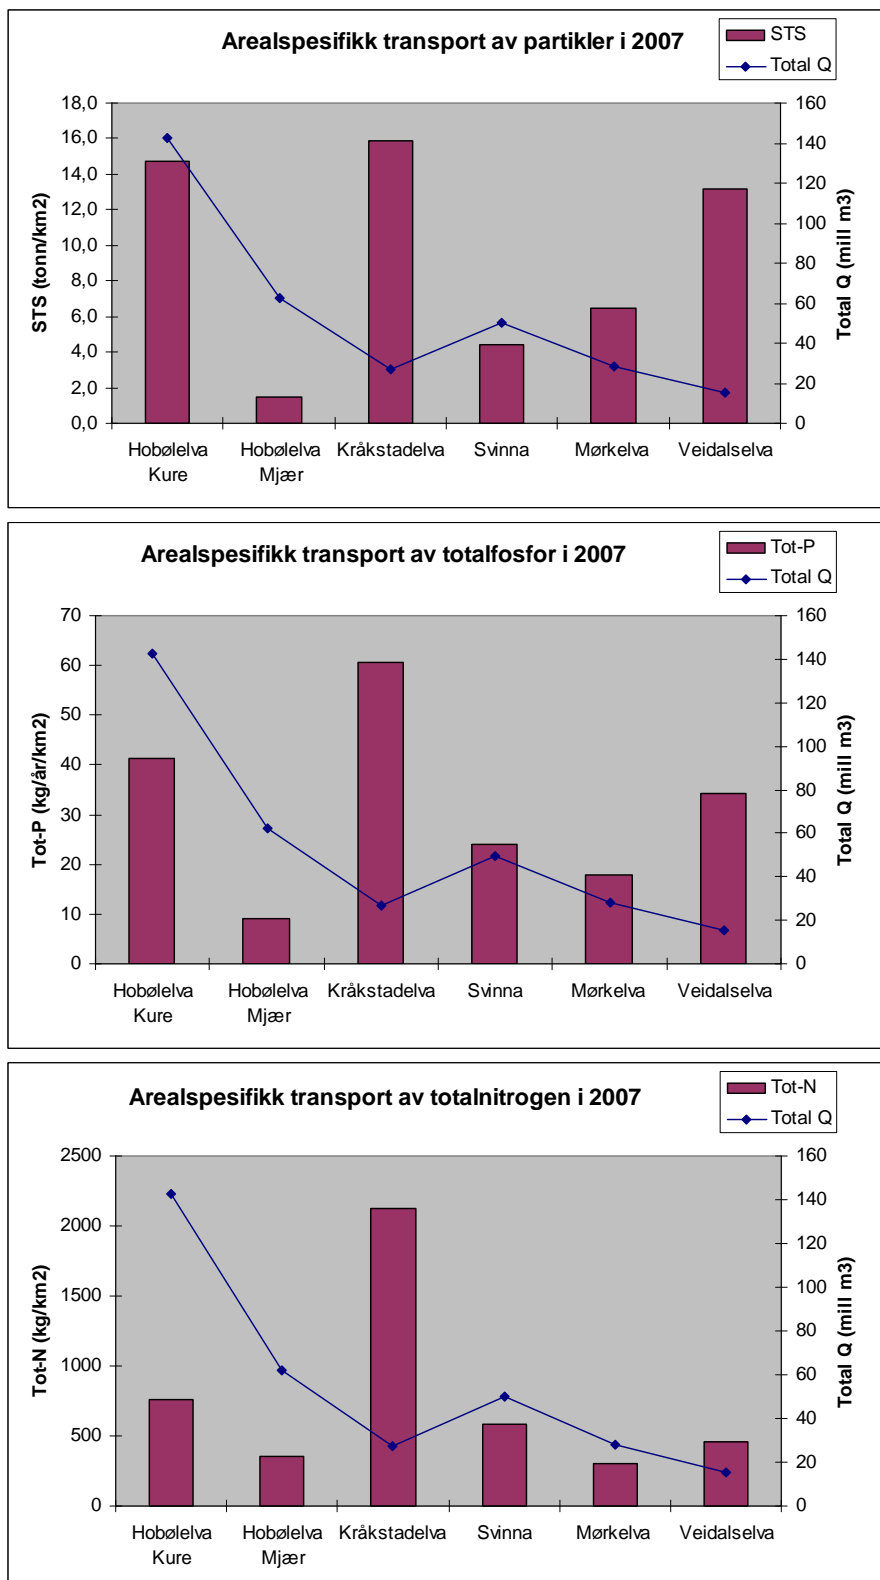 Arealspesifikk transport av partikler i 2007
STS
Total Q
STS (tonn/km2)
18,0
16,0
14,0
12,0
10,0
8,0
6,0
4,0
2,0
0,0
160
140
120
100
80
60
40
20
0
Total Q (mill m3)
Hobølelva Kure
Hobølelva Mjær
Kråkstadelva
Svinna
Mørkelva
Veidalselva
Arealspesifikk transport av totalfosfor i 2007
Tot-P
Total Q
Tot-P (kg/år/km2)
70
60
50
40
30
20
10
0
160
140
120
100
80
60
40
20
0
Total Q (mill m3)
Hobølelva Kure
Hobølelva Mjær
Kråkstadelva
Svinna
Mørkelva
Veidalselva
Arealspesifikk transport av totalnitrogen i 2007
Tot-N
Total Q
Tot-N (kg/km2)
2500
2000
1500
1000
500
0
160
140
120
100
80
60
40
20
0
Total Q (mill m3)
Hobølelva Kure
Hobølelva Mjær
Kråkstadelva
Svinna
Mørkelva
Veidalselva